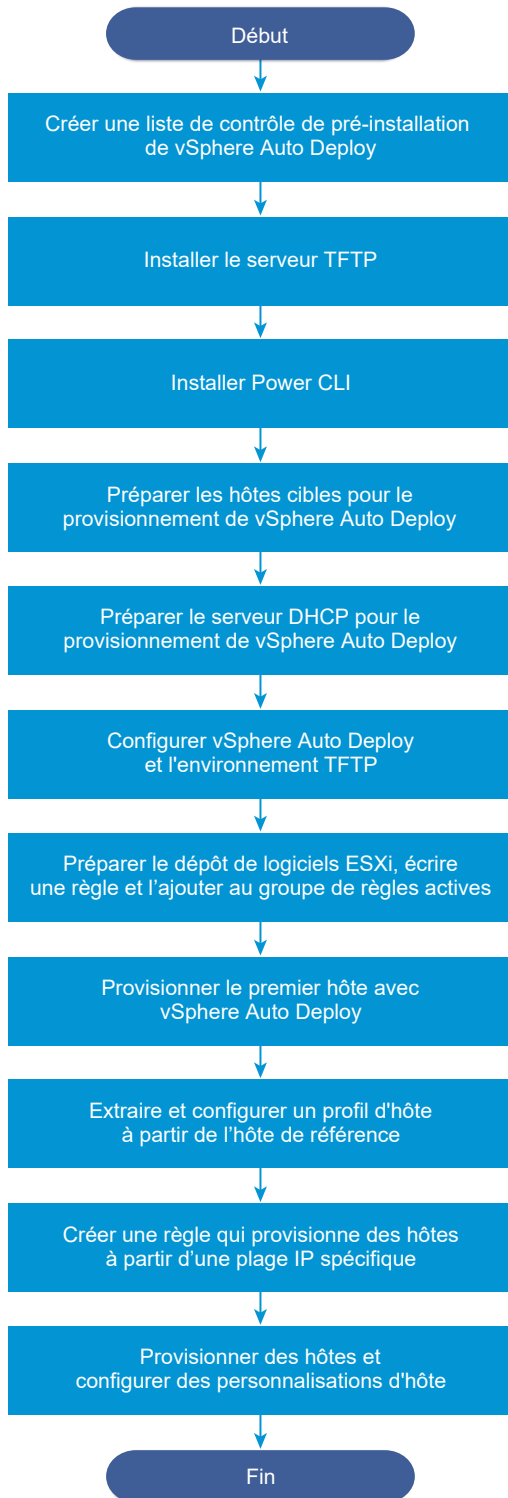 Début
Créer une liste de contrôle de pré-installation
de vSphere Auto Deploy
Installer le serveur TFTP
Installer Power CLI
Préparer les hôtes cibles pour le
provisionnement de vSphere Auto Deploy
Préparer le serveur DHCP pour le
provisionnement de vSphere Auto Deploy
Configurer vSphere Auto Deploy
et l'environnement TFTP
Préparer le dépôt de logiciels ESXi, écrire
une règle et l’ajouter au groupe de règles actives
Provisionner le premier hôte avec
vSphere Auto Deploy
Extraire et configurer un profil d'hôte
à partir de l’hôte de référence
Créer une règle qui provisionne des hôtes
à partir d’une plage IP spécifique
Provisionner des hôtes et
configurer des personnalisations d'hôte
Fin